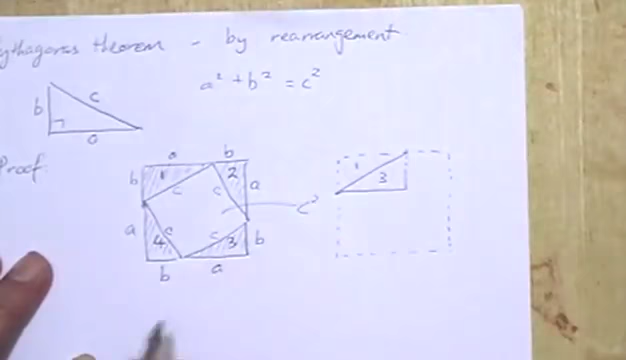 ythagoras theorem - by rearrangement
a² + b² = c²
b
c
a
Proof
a
b
b
1
c
2
a
c
c²
a
4
c
c
3
b
b
a
1
3